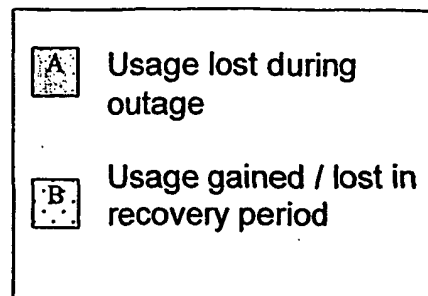 A Usage lost during
outage
B Usage gained / lost in
recovery period